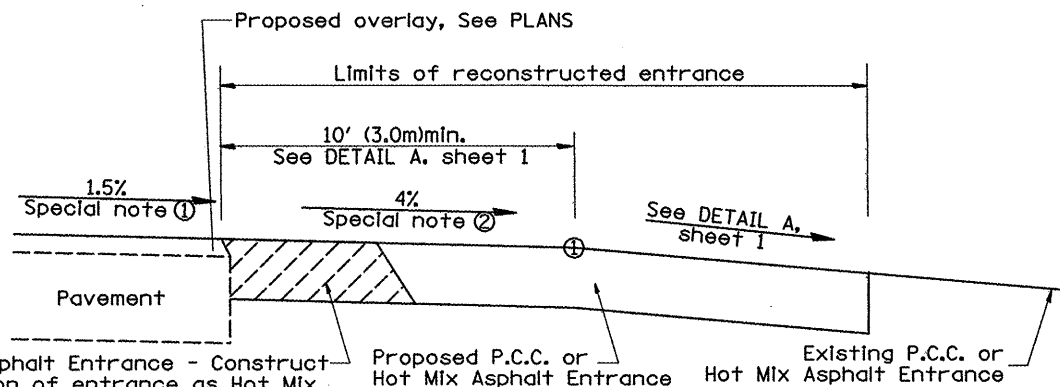 Proposed overlay, See PLANS
Limits of reconstructed entrance
10' (3.0m)min.
See DETAIL A. sheet 1
1.5%
Special note ①
4%
Special note ②
See DETAIL A,
sheet 1
①
Pavement
phalt Entrance - Construct
on of entrance as Hot Mix
Proposed P.C.C. or
Hot Mix Asphalt Entrance
Existing P.C.C. or
Hot Mix Asphalt Entrance